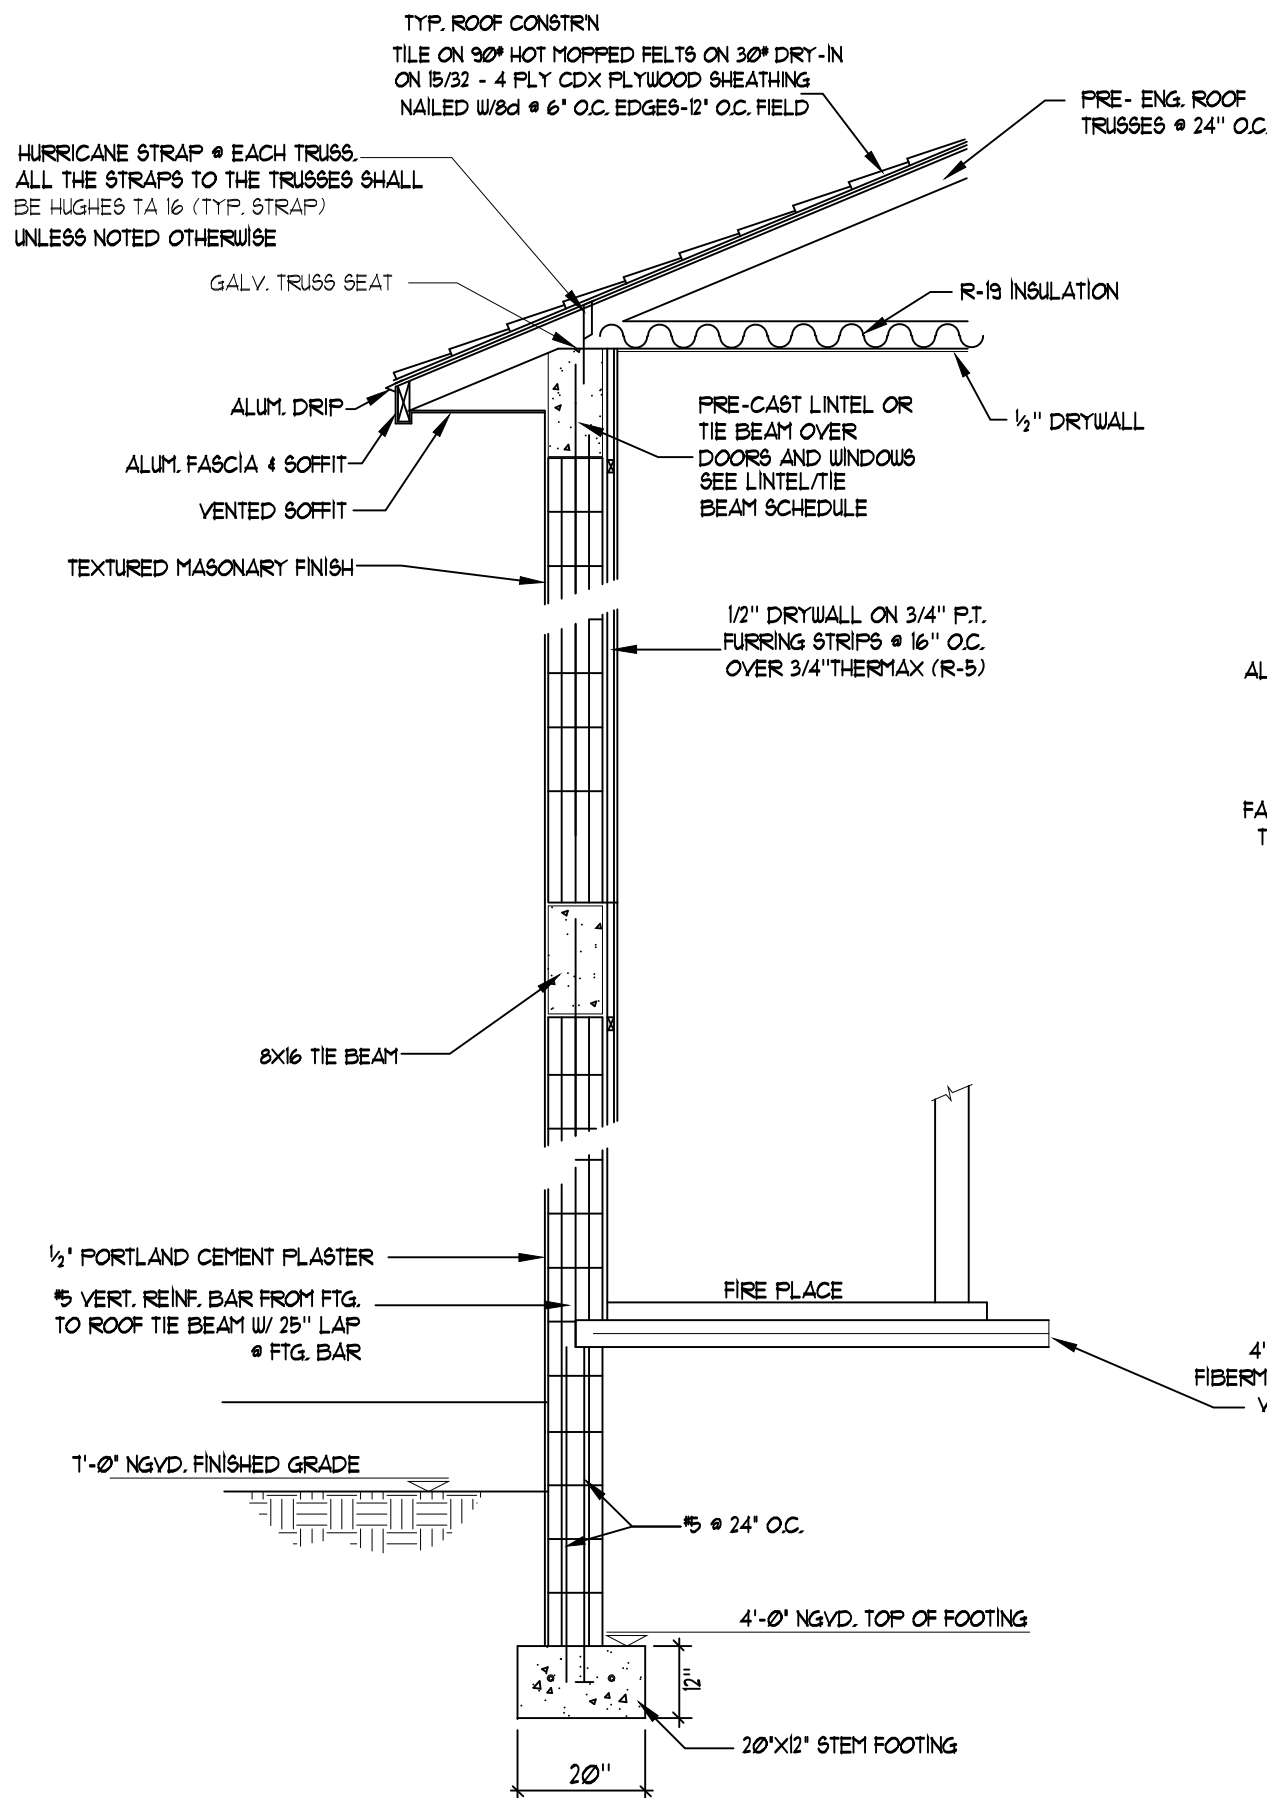 TYP. ROOF CONSTR'N
TILE ON 90# HOT MOPPED FELTS ON 30# DRY-IN
ON 15/32 - 4 PLY CDX PLYWOOD SHEATHING
NAILED W/8d @ 6" O.C. EDGES-12" O.C. FIELD
PRE- ENG. ROOF
TRUSSES @ 24" O.C.
HURRICANE STRAP @ EACH TRUSS.
ALL THE STRAPS TO THE TRUSSES SHALL
BE HUGHES TA 16 (TYP. STRAP)
UNLESS NOTED OTHERWISE
GALV. TRUSS SEAT
R-19 INSULATION
ALUM. DRIP
PRE-CAST LINTEL OR
TIE BEAM OVER
DOORS AND WINDOWS
SEE LINTEL/TIE
BEAM SCHEDULE
½" DRYWALL
ALUM. FASCIA & SOFFIT
VENTED SOFFIT
TEXTURED MASONARY FINISH
1/2" DRYWALL ON 3/4" P.T.
FURRING STRIPS @ 16" O.C.
OVER 3/4"THERMAX (R-5)
AL
FA
T
8X16 TIE BEAM
½" PORTLAND CEMENT PLASTER
#5 VERT. REINF. BAR FROM FTG.
TO ROOF TIE BEAM W/ 25" LAP
@ FTG. BAR
FIRE PLACE
4'
FIBERM
V
7'-0" NGVD. FINISHED GRADE
#5 @ 24" O.C.
4'-0" NGVD. TOP OF FOOTING
12"
20"X12" STEM FOOTING
20"